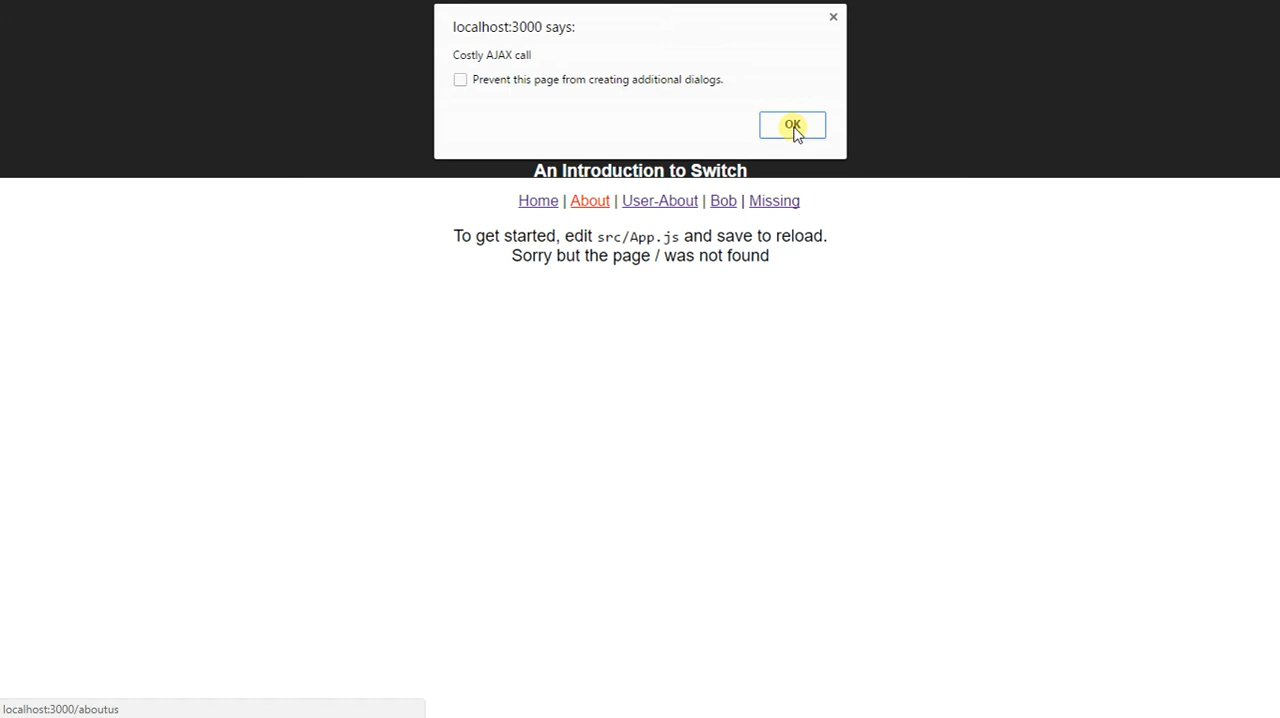 localhost:3000 says:
Costly AJAX call
Prevent this page from creating additional dialogs.
OK
An Introduction to Switch
Home | About | User-About | Bob | Missing
To get started, edit src/App.js and save to reload.
Sorry but the page / was not found
localhost:3000/aboutus